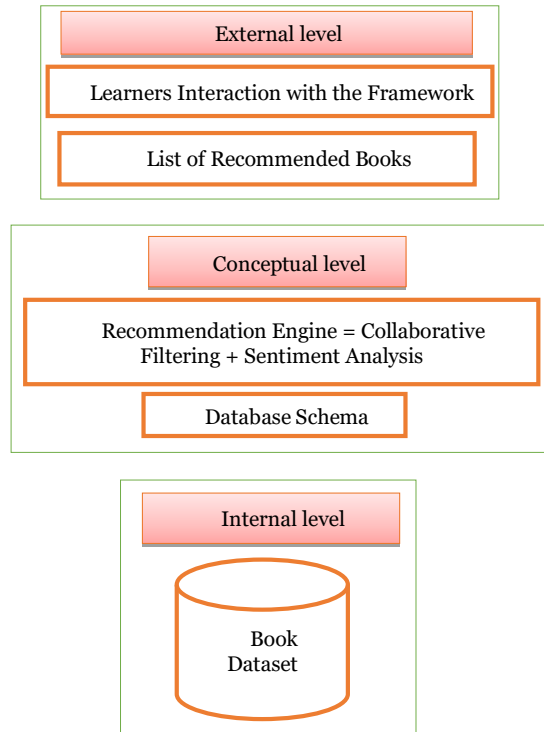 External level
Learners Interaction with the Framework
List of Recommended Books
Conceptual level
Recommendation Engine = Collaborative
Filtering + Sentiment Analysis
Database Schema
Internal level
Book
Dataset